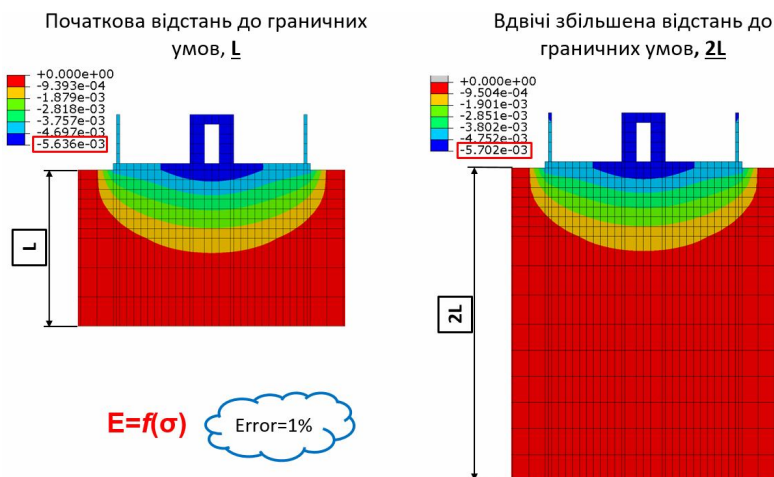 Початкова відстань до граничних
умов, L
+0.000e+00
-9.393e-04
-1.879e-03
-2.818e-03
-3.757e-03
-4.697e-03
-5.636e-03
L
E=f(σ)
Error=1%
Вдвічі збільшена відстань до
граничних умов, 2L
+0.000e+00
-9.504e-04
-1.901e-03
-2.851e-03
-3.802e-03
-4.752e-03
-5.702e-03
2L